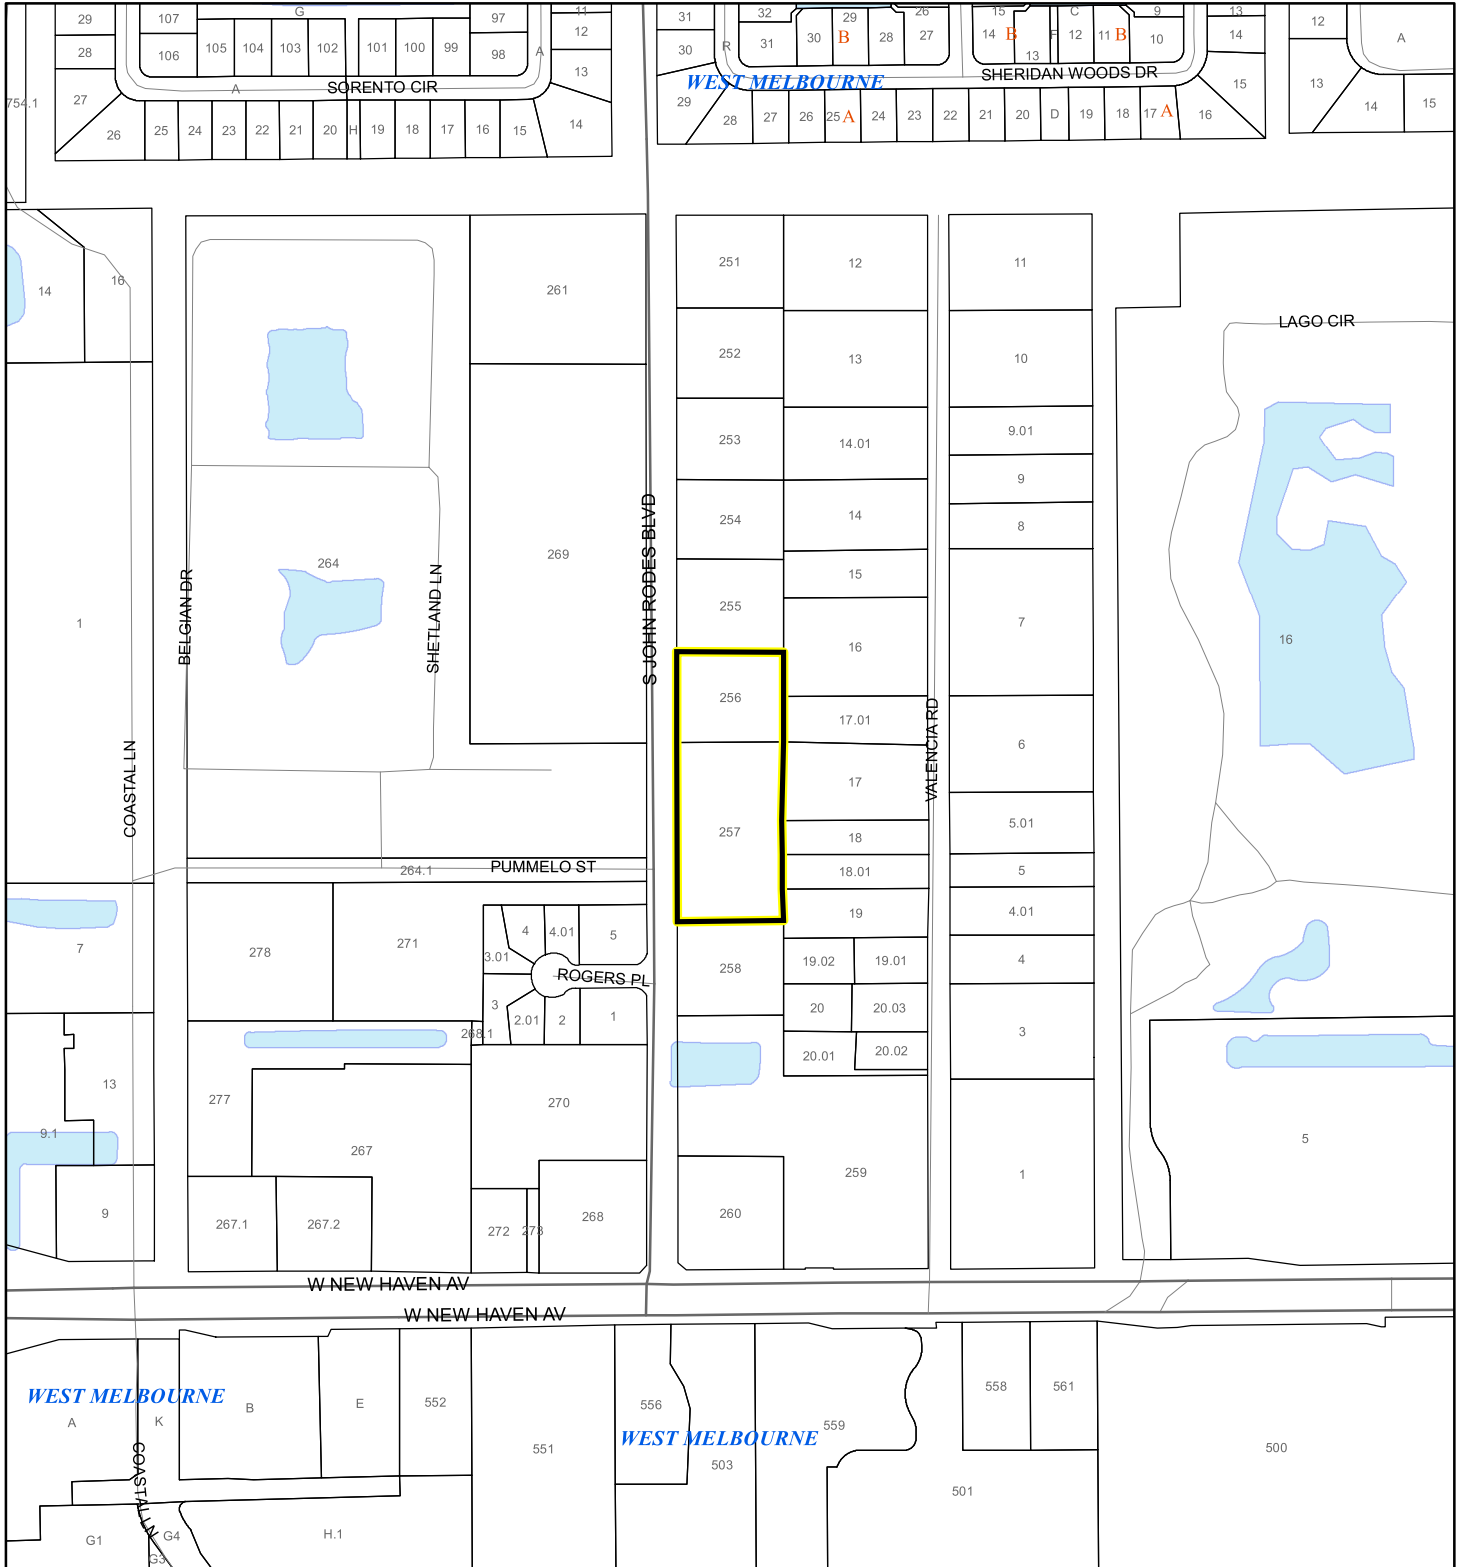 29 107 G 97 11 31 32 29 26 15 C 9 13 12
28 106 105 104 103 102 101 100 99 98 A 12 30 R 31 30 B 28 27 14 B 13 F 12 11 B 10 14 A
SORENTO CIR
A
WEST MELBOURNE
SHERIDAN WOODS DR
754.1 27 13 29 15 13
26 25 24 23 22 21 20 H 19 18 17 16 15 14 28 27 26 25 A 24 23 22 21 20 D 19 18 17 A 16 14 15
14 16 261 251 12 11
LAGO CIR
252 13 10
253 14.01 9.01
9
254 14 8
264 269 15
255 7
1 16 16
BELGIAN DR
SHETLAND LN
S JOHN RODES BLVD
256 17.01
VALENCIA RD
6
COASTAL LN
257 17 5.01
18
264.1 PUMMELO ST
18.01 5
19 4.01
7 278 271 4 4.01 5
3.01 258 19.02 19.01 4
ROGERS PL
3 2.01 2 1 20 20.03 3
268.1 20.01 20.02
13 277 270
9.1 267 259 1 5
9 267.1 267.2 272 273 268 260
W NEW HAVEN AV
W NEW HAVEN AV
WEST MELBOURNE
A K B E 552 556 558 561
COASTAL LN
551 WEST MELBOURNE 559 500
503
501
G1 G4 H.1
G3